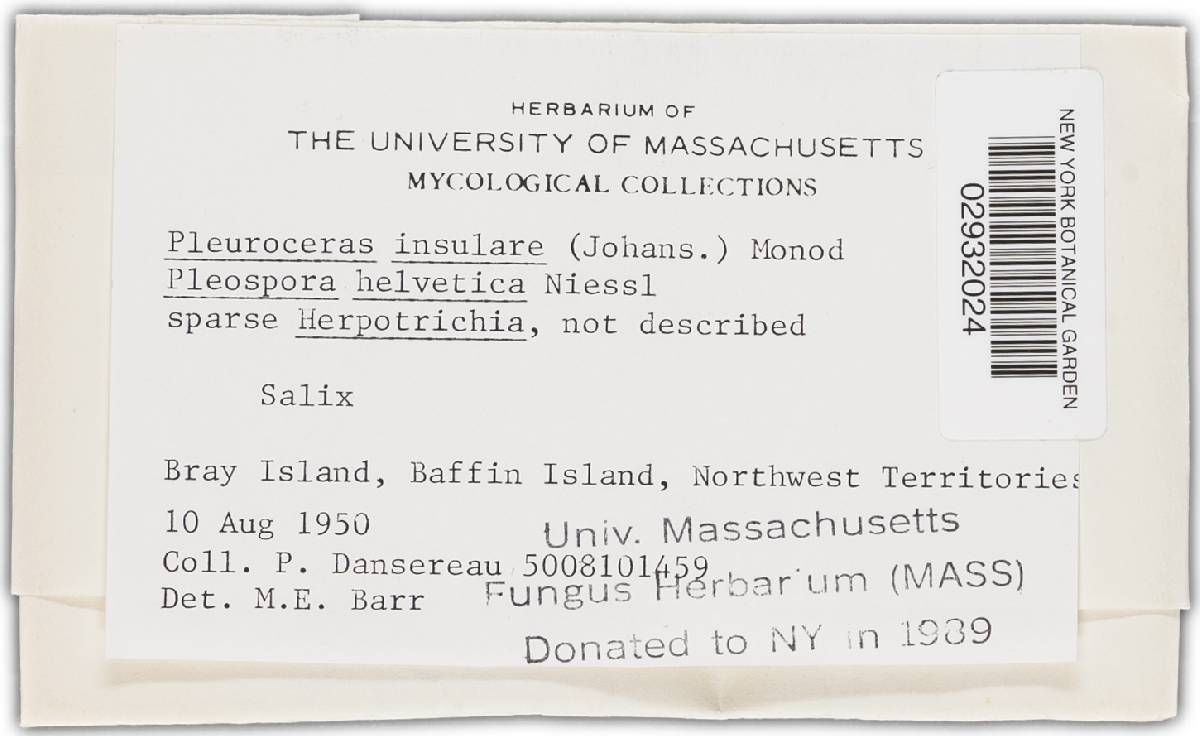 HERBARIUM OF
THE UNIVERSITY OF MASSACHUSETTS
MYCOLOGICAL COLLECTIONS
Pleuroceras insulare (Johans.) Monod
Pleospora helvetica Niessl
sparse Herpotrichia, not described
Salix
Bray Island, Baffin Island, Northwest Territories
10 Aug 1950
Coll. P. Dansereau 5008101459
Det. M.E. Barr
Univ. Massachusetts
Fungus Herbarium (MASS)
Donated to NY in 1989
NEW YORK BOTANICAL GARDEN
02932024